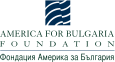 AMERICA FOR BULGARIA
FOUNDATION
Фондация Америка за България